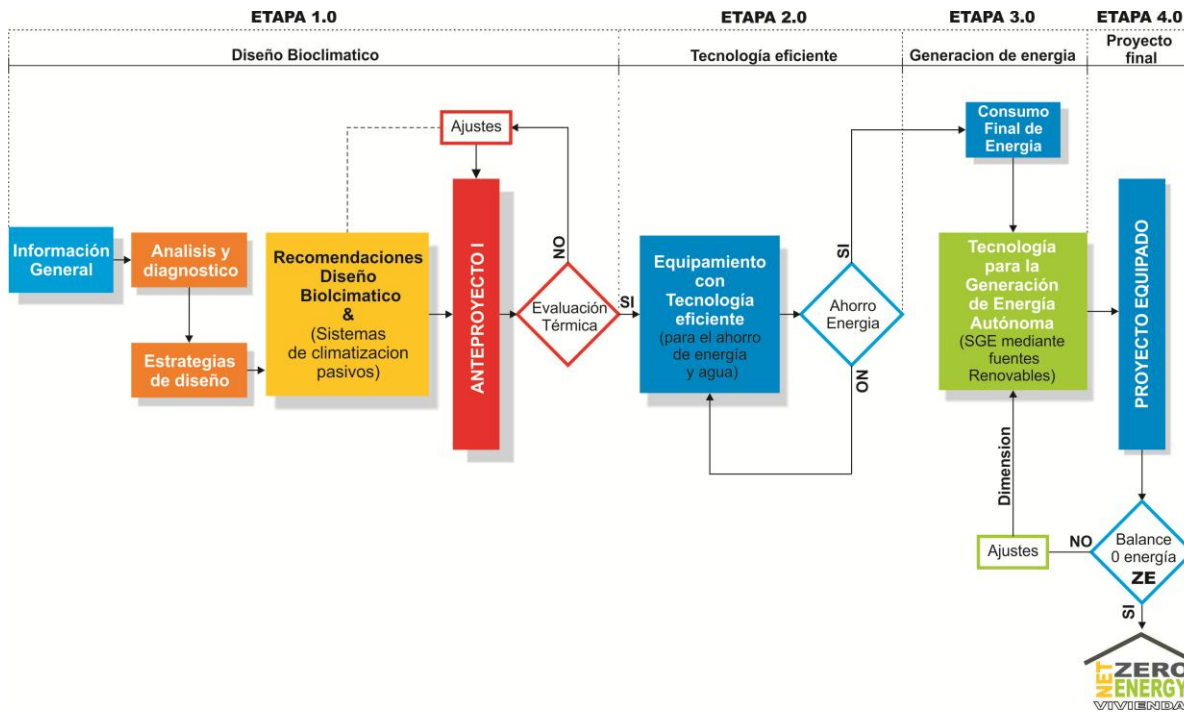 ETAPA 1.0
ETAPA 2.0
ETAPA 3.0
ETAPA 4.0
Diseño Bioclimatico
Tecnología eficiente
Generacion de energia
Proyecto
final
Información
General
Analisis y
diagnostico
Estrategias
de diseño
Recomendaciones
Diseño
Biolcimatico
&
(Sistemas
de climatizacion
pasivos)
Ajustes
ANTEPROYECTO I
NO
Evaluación
Térmica
SI
Equipamiento
con
Tecnología
eficiente
(para el ahorro
de energía
y agua)
SI
Ahorro
Energia
NO
Consumo
Final de
Energia
Tecnología
para la
Generación
de Energía
Autónoma
(SGE mediante
fuentes
Renovables)
Dimension
Ajustes
PROYECTO EQUIPADO
NO
Balance
0 energía
ZE
SI
NET ZERO
ENERGY
VIVIENDA